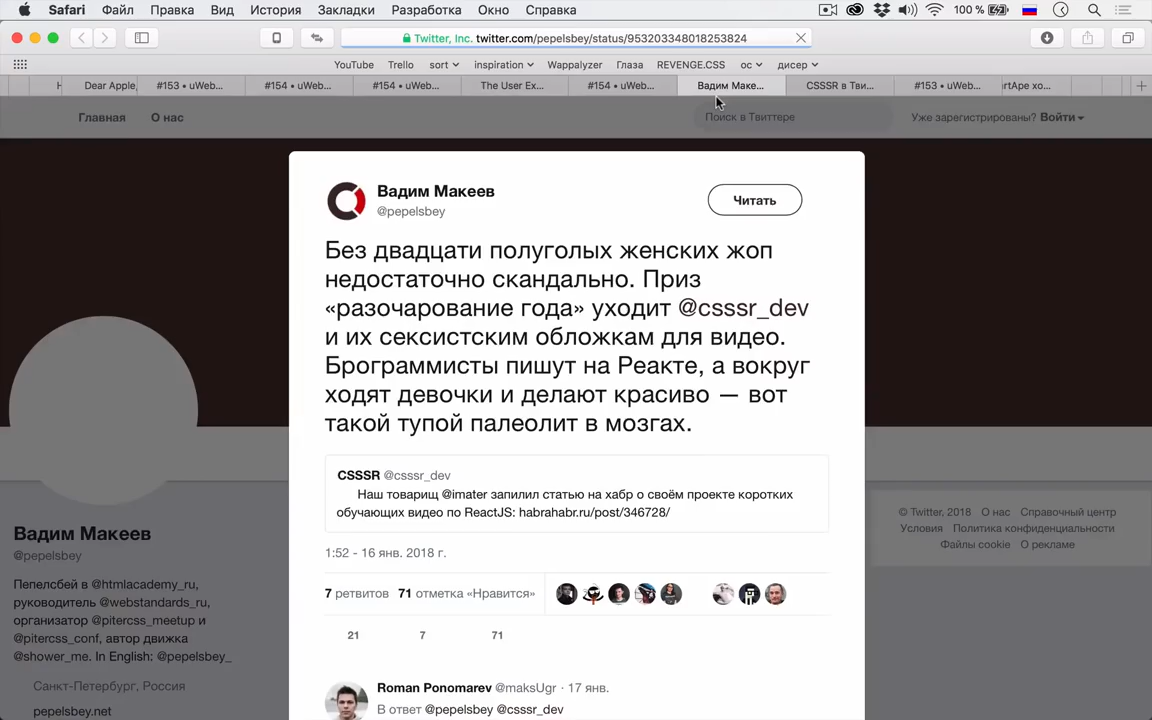 Safari Файл Правка Вид История Закладки Разработка Окно Справка 100 %
Twitter, Inc. twitter.com/pepelsbey/status/953203348018253824
YouTube Trello sort inspiration Wappalyzer Глаза REVENGE.CSS ос дисер
Dear Apple, #153 • uWeb... #154 • uWeb... #154 • uWeb... The User Ex... #154 • uWeb... Вадим Маке... CSSSR в Тви... #153 • uWeb... ırtApe хо...
Главная О нас Поиск в Твиттере Уже зарегистрированы? Войти
Вадим Макеев
@pepelsbey
Читать
Без двадцати полуголых женских жоп
недостаточно скандально. Приз
«разочарование года» уходит @csssr_dev
и их сексистским обложкам для видео.
Брограммисты пишут на Реакте, а вокруг
ходят девочки и делают красиво — вот
такой тупой палеолит в мозгах.
CSSSR @csssr_dev
Наш товарищ @imater запилил статью на хабр о своём проекте коротких
обучающих видео по ReactJS: habrahabr.ru/post/346728/
1:52 - 16 янв. 2018 г.
7 ретвитов 71 отметка «Нравится»
21 7 71
Roman Ponomarev @maksUgr · 17 янв.
В ответ @pepelsbey @csssr_dev
Вадим Макеев
@pepelsbey
Пепелсбей в @htmlacademy_ru,
руководитель @webstandards_ru,
организатор @pitercss_meetup и
@pitercss_conf, автор движка
@shower_me. In English: @pepelsbey_
Санкт-Петербург, Россия
pepelsbey.net
© Twitter, 2018 О нас Справочный центр
Условия Политика конфиденциальности
Файлы cookie О рекламе